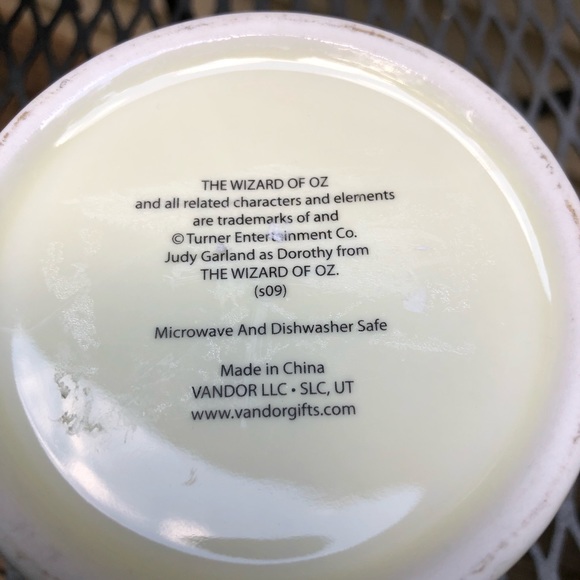 THE WIZARD OF OZ
and all related characters and elements
are trademarks of and
© Turner Entertainment Co.
Judy Garland as Dorothy from
THE WIZARD OF OZ.
(s09)
Microwave And Dishwasher Safe
Made in China
VANDOR LLC • SLC, UT
www.vandorgifts.com